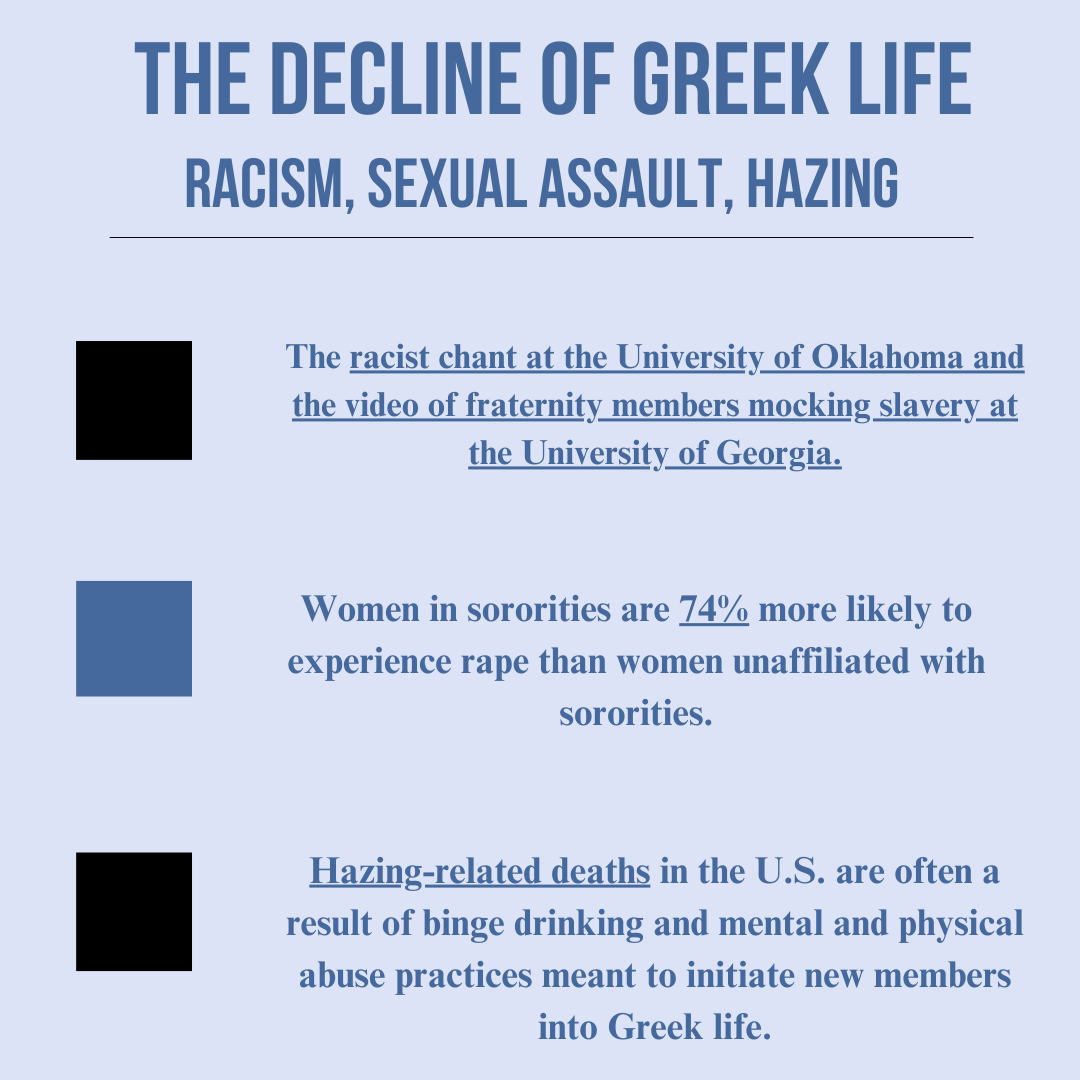 THE DECLINE OF GREEK LIFE
RACISM, SEXUAL ASSAULT, HAZING
The racist chant at the University of Oklahoma and
the video of fraternity members mocking slavery at
the University of Georgia.
Women in sororities are 74% more likely to
experience rape than women unaffiliated with
sororities.
Hazing-related deaths in the U.S. are often a
result of binge drinking and mental and physical
abuse practices meant to initiate new members
into Greek life.